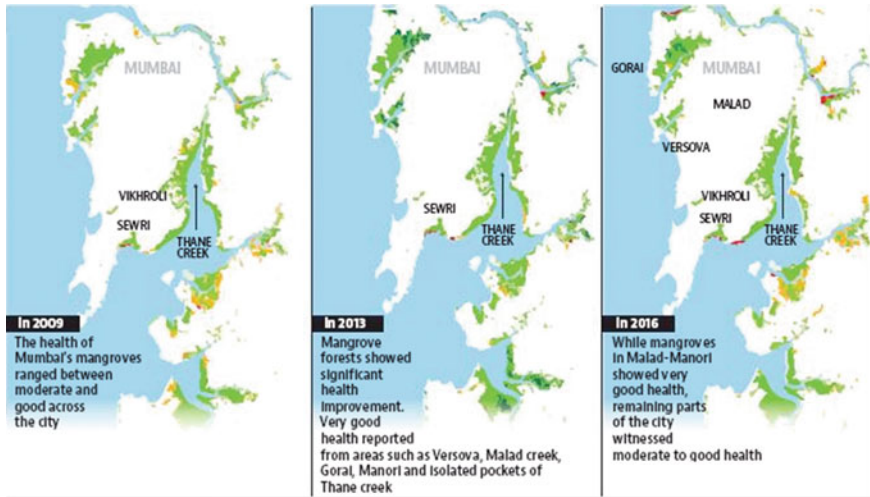 MUMBAI
VIKHROLI
SEWRI
THANE
CREEK
In 2009
The health of
Mumbai's mangroves
ranged between
moderate and
good across
the city
MUMBAI
SEWRI
THANE
CREEK
In 2013
Mangrove
forests showed
significant
health
improvement.
Very good
health reported
from areas such as Versova, Malad creek,
Gorai, Manori and isolated pockets of
Thane creek
GORAI
MUMBAI
MALAD
VERSOVA
VIKHROLI
SEWRI
THANE
CREEK
In 2016
While mangroves
in Malad-Manori
showed very
good health,
remaining parts
of the city
witnessed
moderate to good health